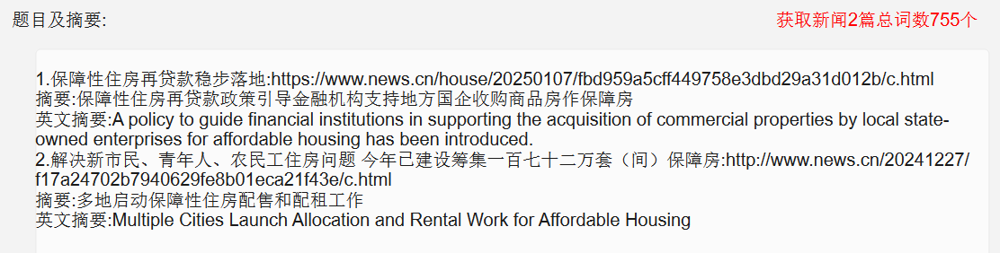 题目及摘要:
获取新闻2篇总词数755个
1.保障性住房再贷款稳步落地:https://www.news.cn/house/20250107/fbd959a5cff449758e3dbd29a31d012b/c.html
摘要:保障性住房再贷款政策引导金融机构支持地方国企收购商品房作保障房
英文摘要:A policy to guide financial institutions in supporting the acquisition of commercial properties by local state-
owned enterprises for affordable housing has been introduced.
2.解决新市民、青年人、农民工住房问题 今年已建设筹集一百七十二万套（间）保障房:http://www.news.cn/20241227/
f17a24702b7940629fe8b01eca21f43e/c.html
摘要:多地启动保障性住房配售和配租工作
英文摘要:Multiple Cities Launch Allocation and Rental Work for Affordable Housing